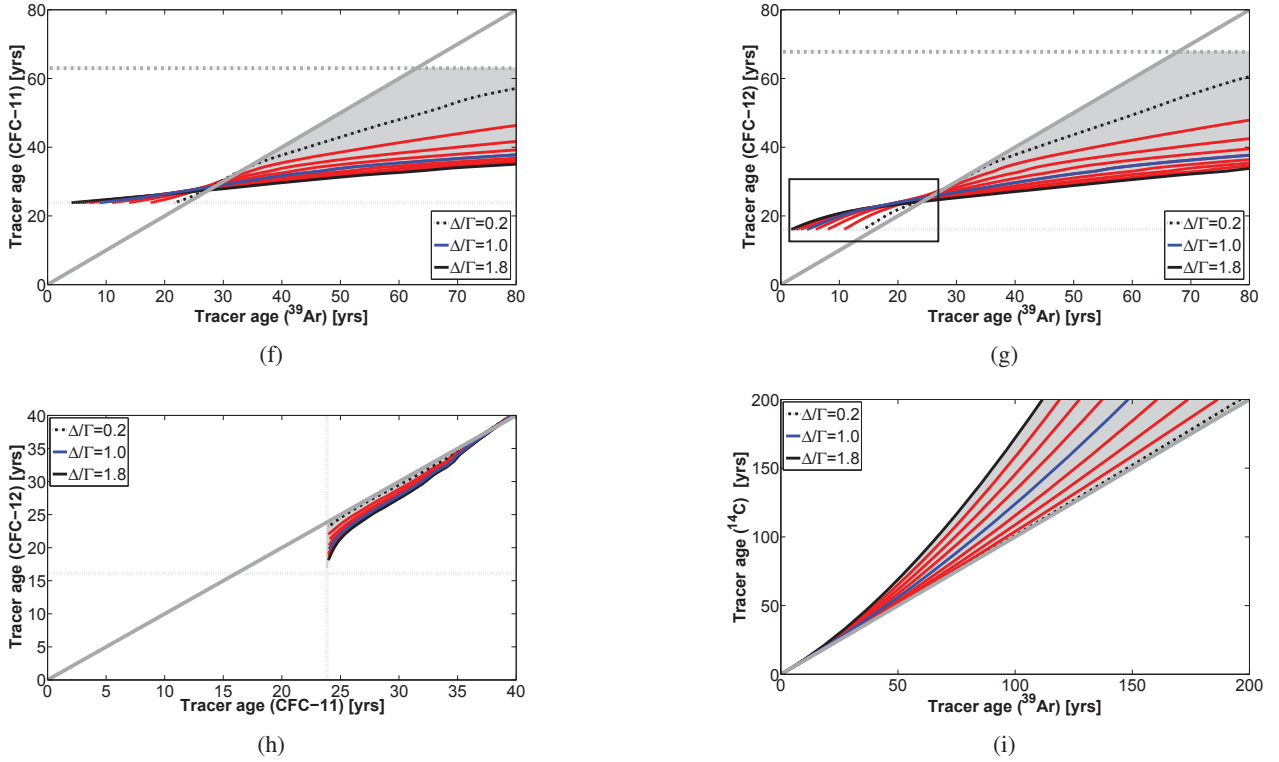 80
60
40
20
0
Tracer age (CFC−11) [yrs]
0 10 20 30 40 50 60 70 80
Tracer age (³⁹Ar) [yrs]
Δ/Γ=0.2
Δ/Γ=1.0
Δ/Γ=1.8
(f)
80
60
40
20
0
Tracer age (CFC−12) [yrs]
0 10 20 30 40 50 60 70 80
Tracer age (³⁹Ar) [yrs]
Δ/Γ=0.2
Δ/Γ=1.0
Δ/Γ=1.8
(g)
40
35
30
25
20
15
10
5
0
Tracer age (CFC−12) [yrs]
Δ/Γ=0.2
Δ/Γ=1.0
Δ/Γ=1.8
0 5 10 15 20 25 30 35 40
Tracer age (CFC−11) [yrs]
(h)
200
150
100
50
0
Tracer age (¹⁴C) [yrs]
Δ/Γ=0.2
Δ/Γ=1.0
Δ/Γ=1.8
0 50 100 150 200
Tracer age (³⁹Ar) [yrs]
(i)